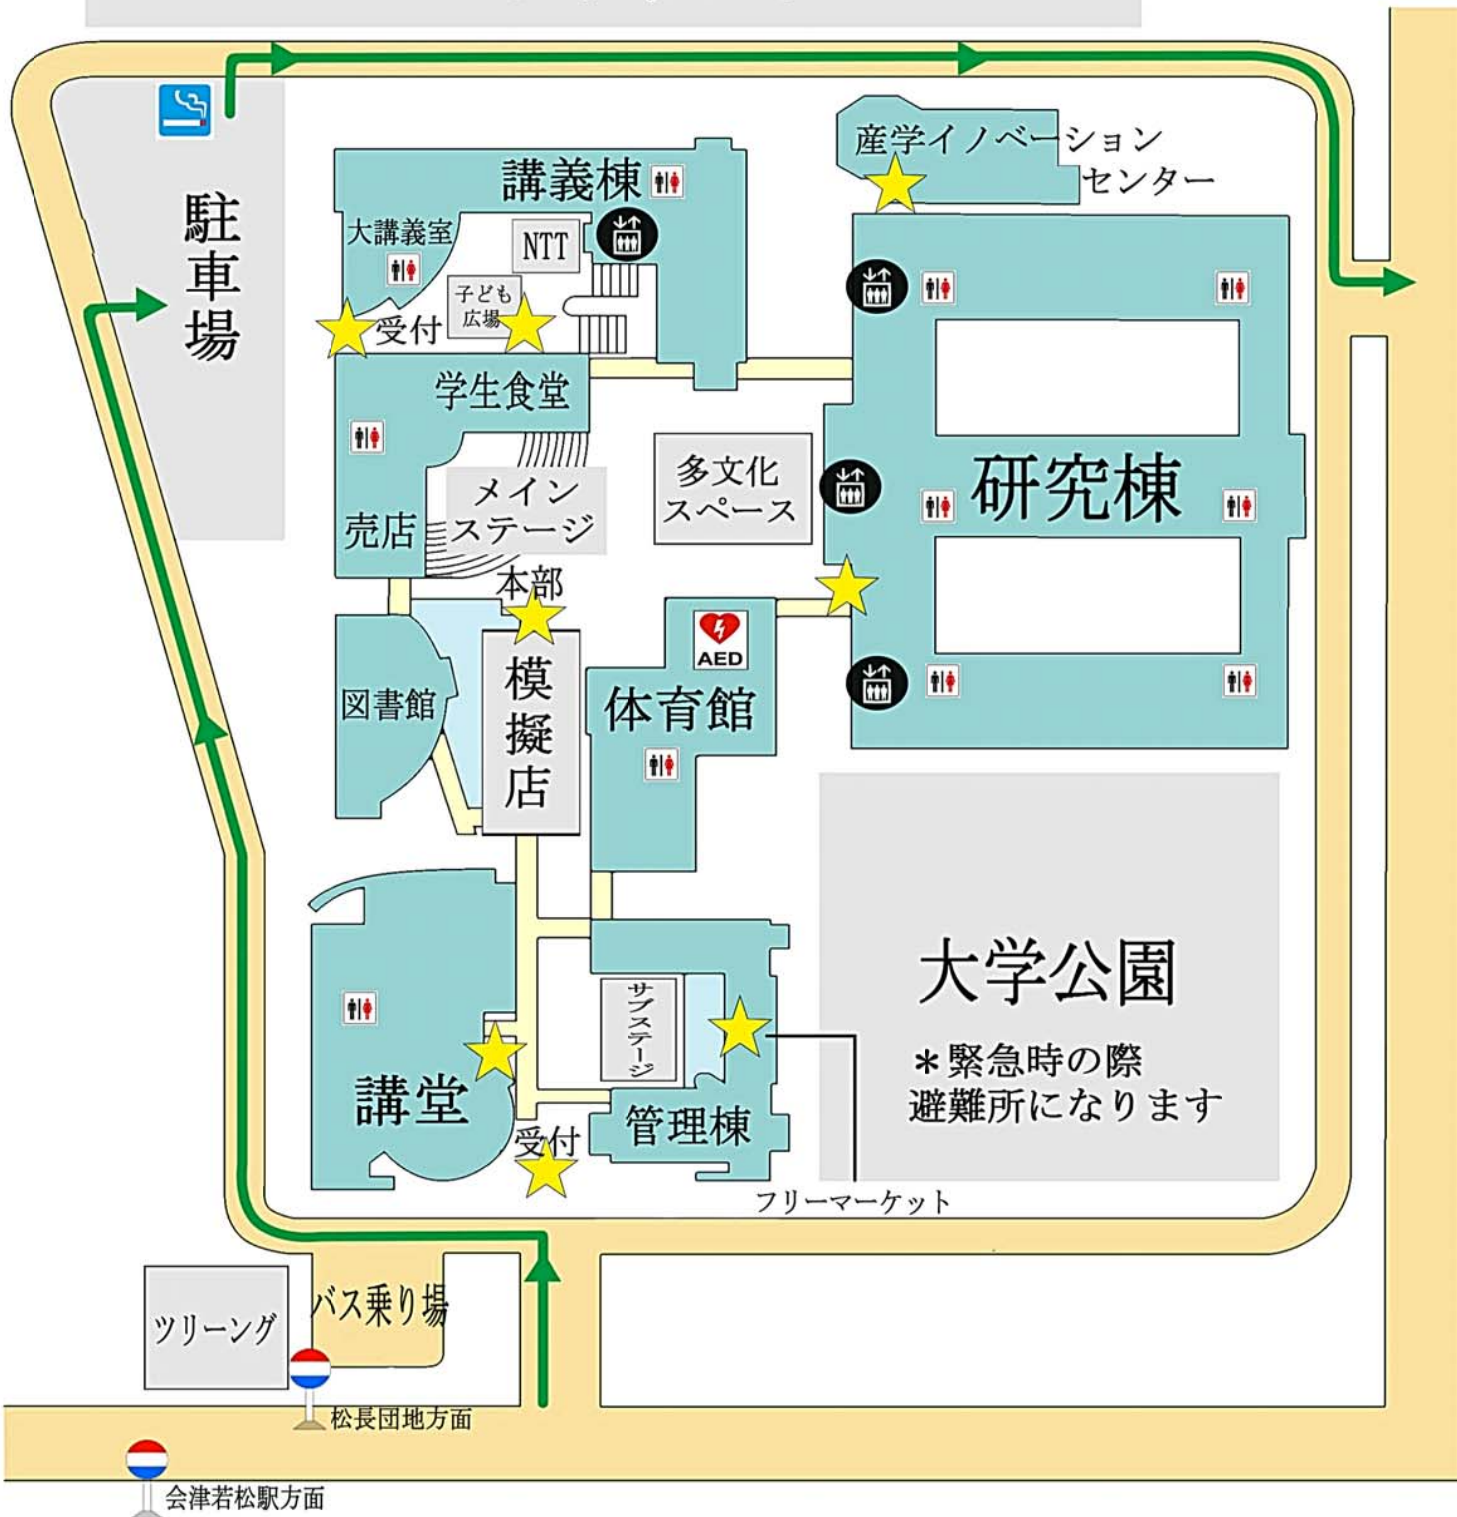 産学イノベーション
センター
講義棟
大講義室
NTT
子ども
広場
受付
駐車場
学生食堂
売店
メイン
ステージ
多文化
スペース
研究棟
本部
模擬店
図書館
AED
体育館
大学公園
＊緊急時の際
避難所になります
サブステージ
講堂
管理棟
受付
フリーマーケット
バス乗り場
ツリーング
松長団地方面
会津若松駅方面